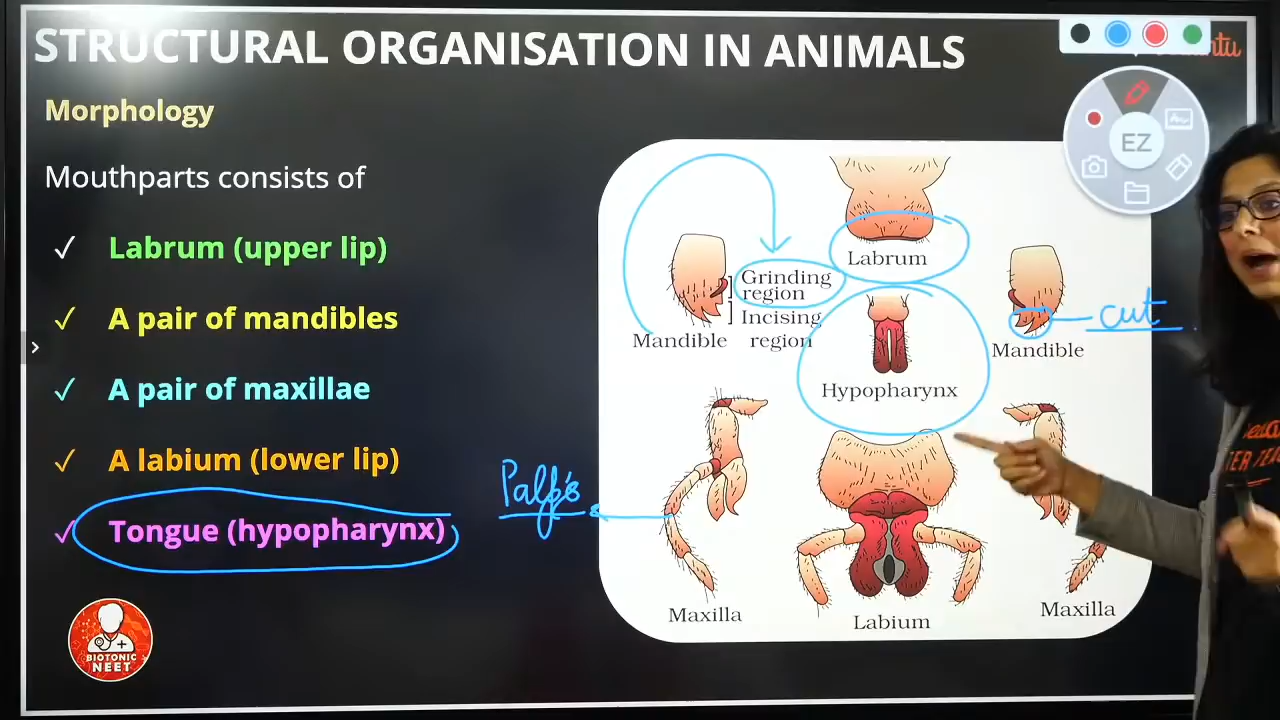 STRUCTURAL ORGANISATION IN ANIMALS
Morphology
Mouthparts consists of
✓ Labrum (upper lip)
✓ A pair of mandibles
✓ A pair of maxillae
✓ A labium (lower lip)
✓ Tongue (hypopharynx)
BIOTONIC
NEET
EZ
Labrum
Grinding
region
Incising
region
Mandible
Hypopharynx
Mandible
cut
Palp's
Maxilla
Labium
Maxilla